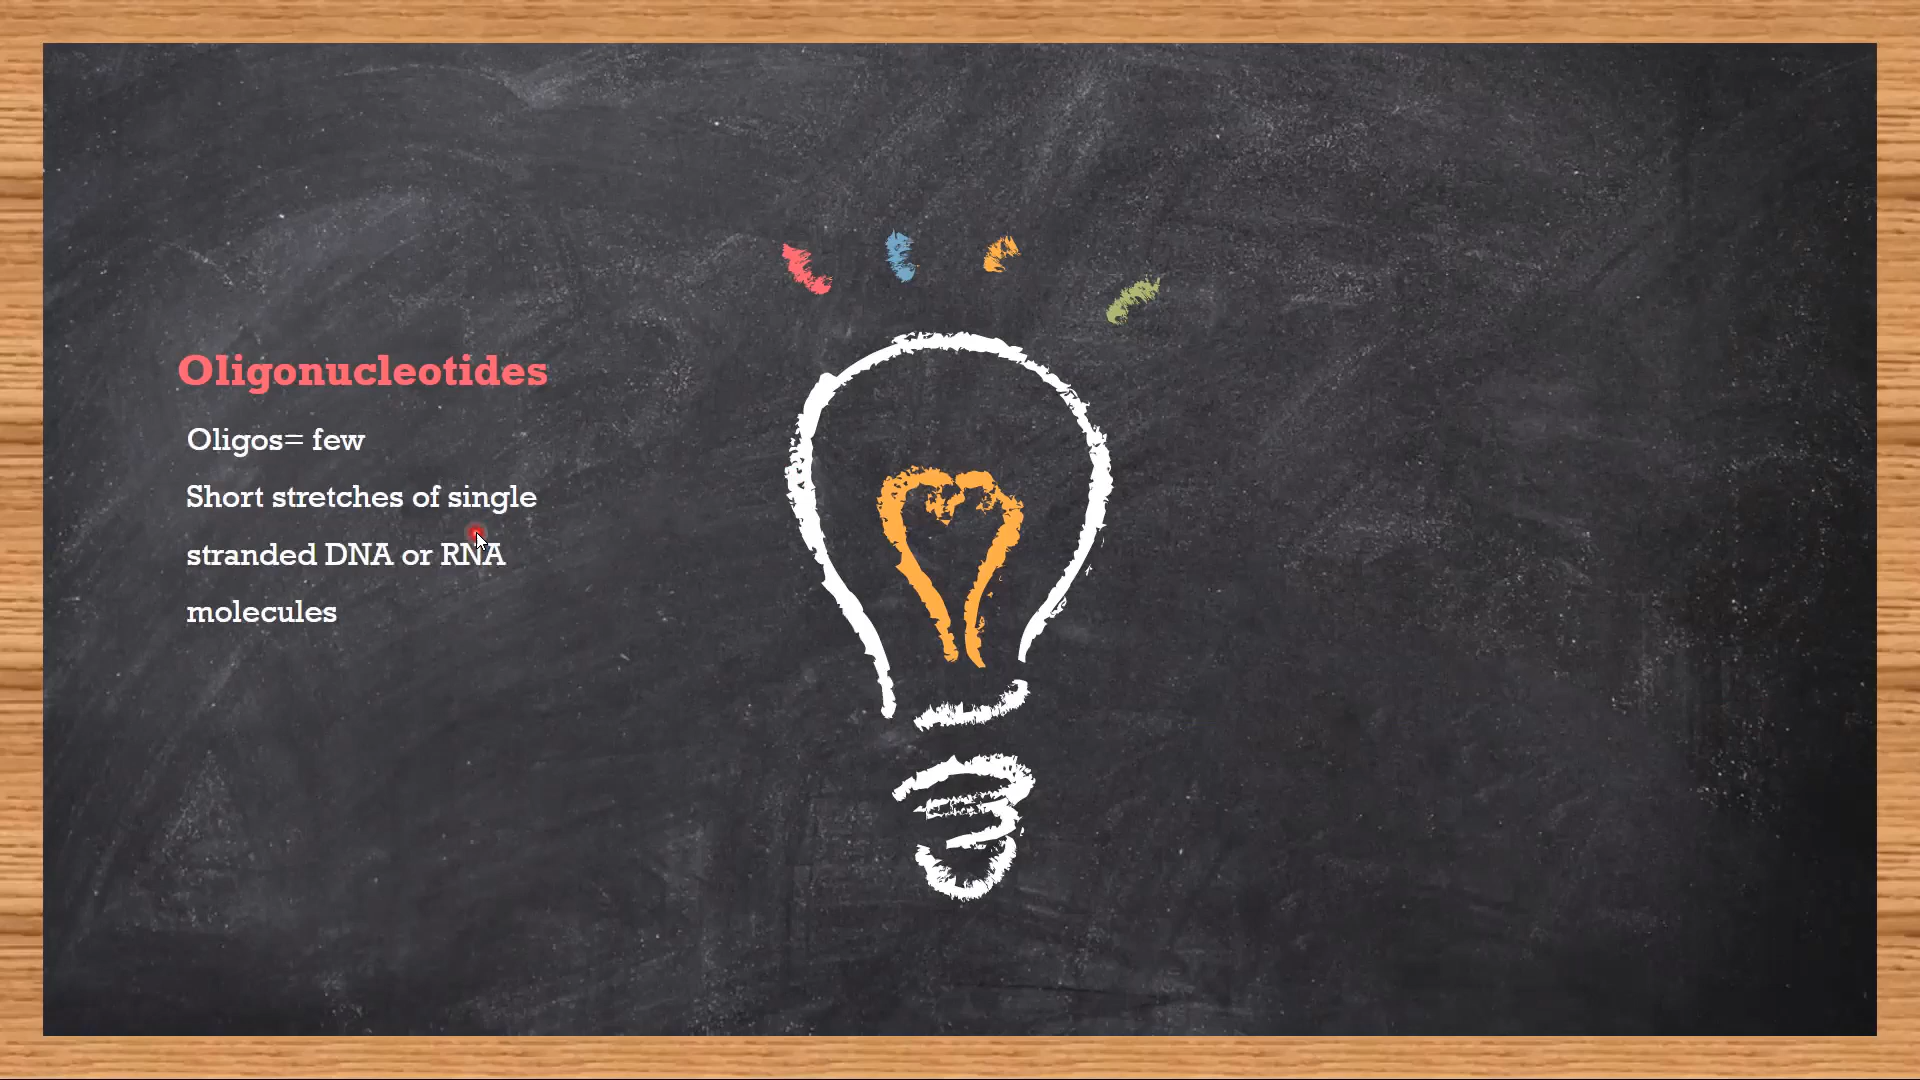 Oligonucleotides
Oligos= few
Short stretches of single
stranded DNA or RNA
molecules